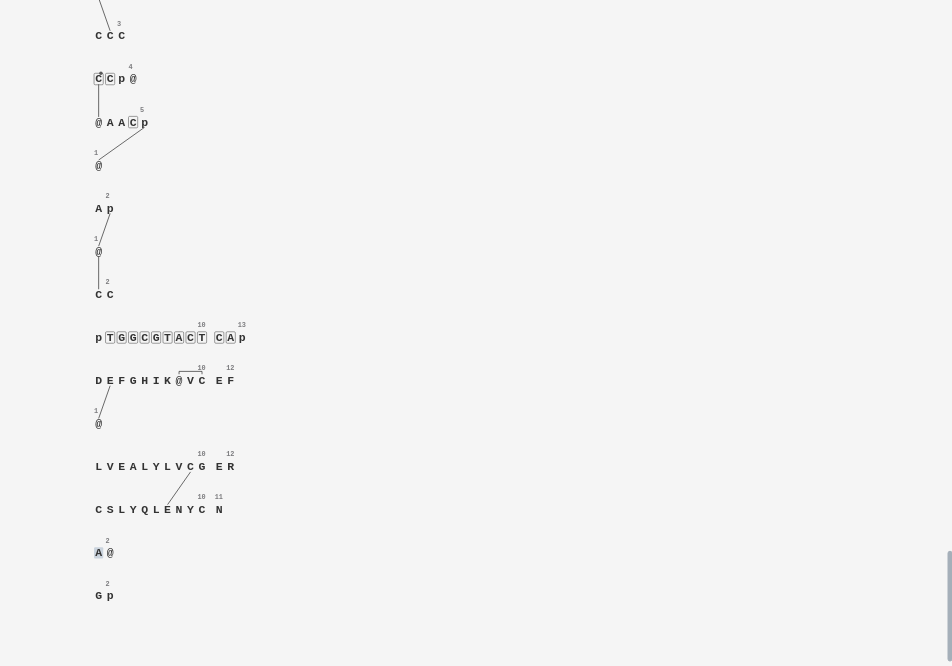 3
C C C
4
C C p @
5
@ A A C p
1
@
2
A p
1
@
2
C C
10 13
p T G G C G T A C T C A p
10 12
D E F G H I K @ V C E F
1
@
10 12
L V E A L Y L V C G E R
10 11
C S L Y Q L E N Y C N
2
A @
2
G p